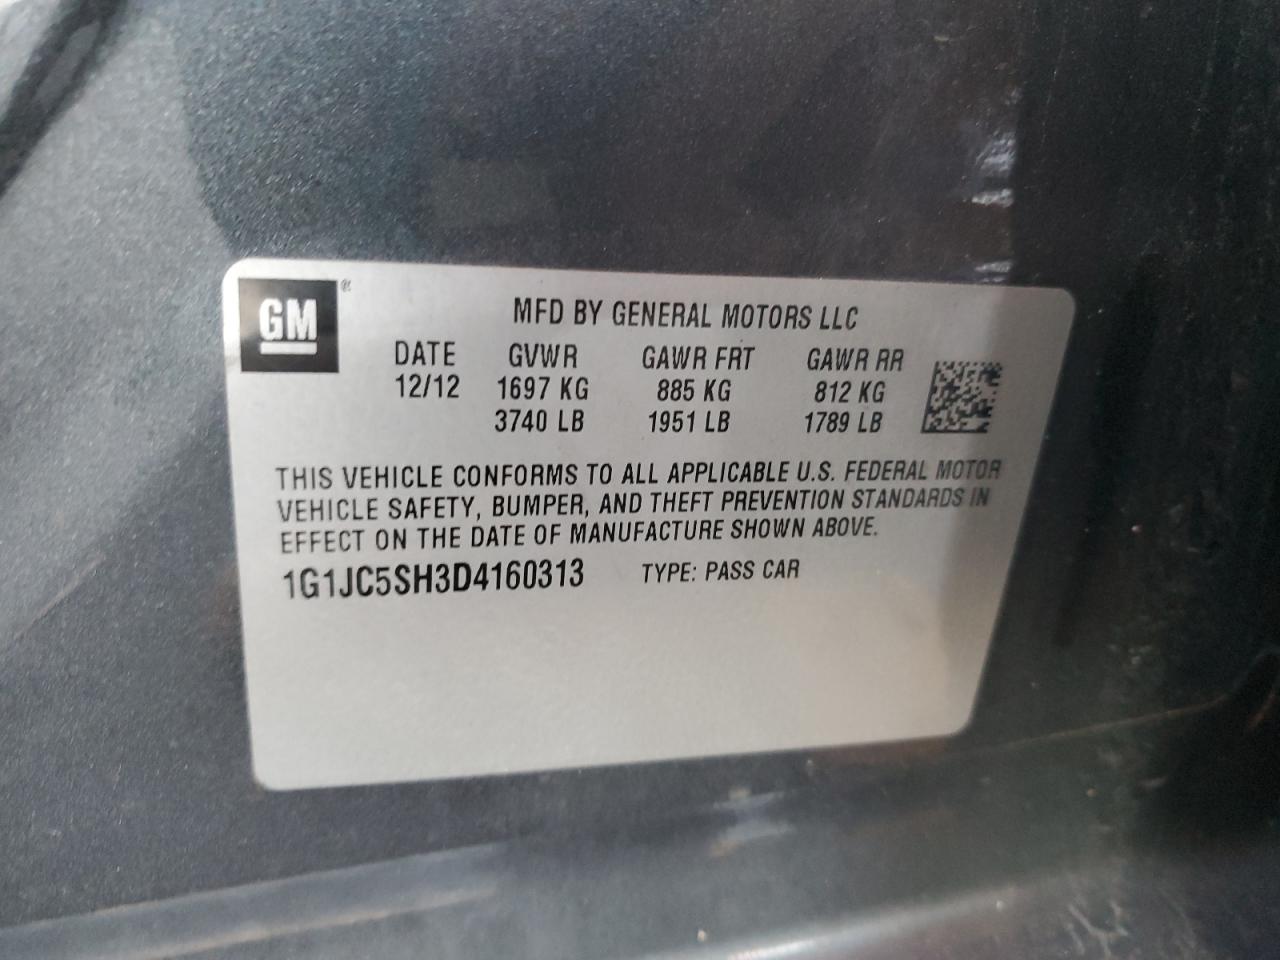 GM®
MFD BY GENERAL MOTORS LLC
DATE GVWR GAWR FRT GAWR RR
12/12 1697 KG 885 KG 812 KG
3740 LB 1951 LB 1789 LB
THIS VEHICLE CONFORMS TO ALL APPLICABLE U.S. FEDERAL MOTOR
VEHICLE SAFETY, BUMPER, AND THEFT PREVENTION STANDARDS IN
EFFECT ON THE DATE OF MANUFACTURE SHOWN ABOVE.
1G1JC5SH3D4160313 TYPE: PASS CAR